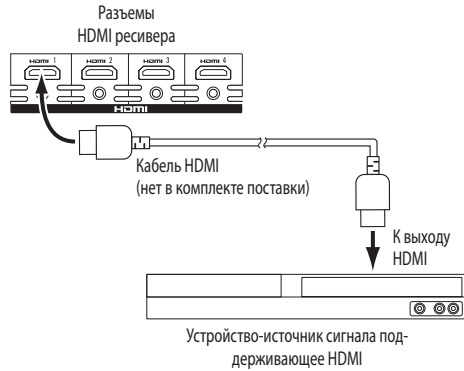 Разъемы
HDMI ресивера
HDMI 1 HDMI 2 HDMI 3 HDMI 4
HDMI
Кабель HDMI
(нет в комплекте поставки)
К выходу
HDMI
Устройство-источник сигнала под-
держивающее HDMI